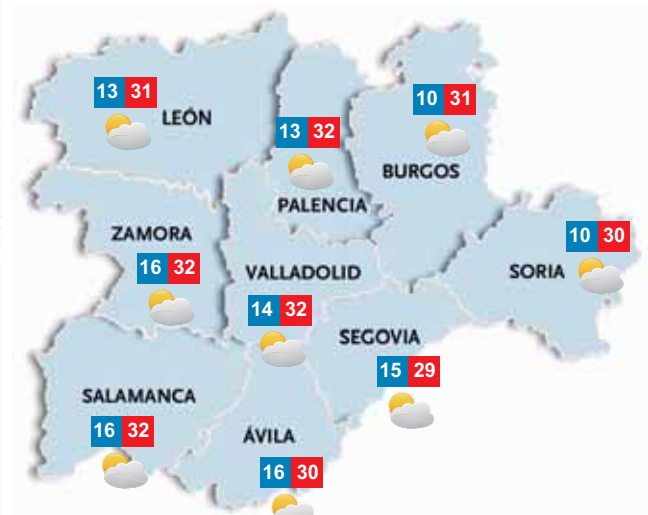 13 31
LEÓN
10 31
BURGOS
13 32
PALENCIA
ZAMORA
16 32
VALLADOLID
14 32
10 30
SORIA
SEGOVIA
15 29
SALAMANCA
16 32
ÁVILA
16 30